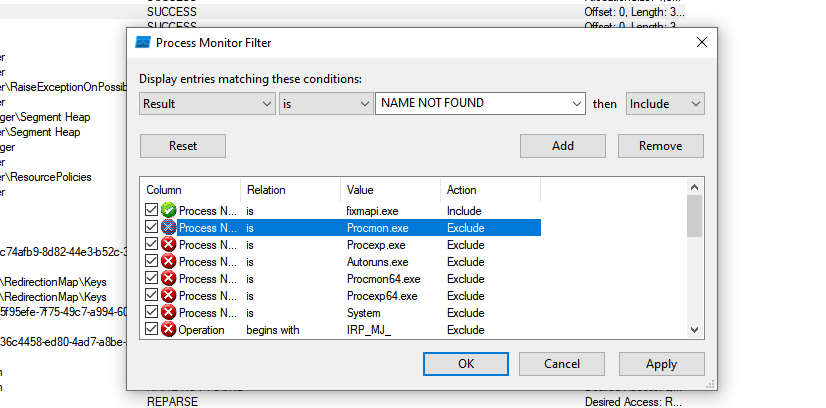 SUCCESS
SUCCESS Offset: 0, Length: 3...
SUCCESS Offset: 0, Length: 3...
Process Monitor Filter
Display entries matching these conditions:
Result is NAME NOT FOUND then Include
Reset Add Remove
Column Relation Value Action
Process N... is fixmapi.exe Include
Process N... is Procmon.exe Exclude
Process N... is Procexp.exe Exclude
Process N... is Autoruns.exe Exclude
Process N... is Procmon64.exe Exclude
Process N... is Procexp64.exe Exclude
Process N... is System Exclude
Operation begins with IRP_MJ_ Exclude
OK Cancel Apply
er
er
er\RaiseExceptionOnPossib
er
ger\Segment Heap
er\Segment Heap
ger
er
er\ResourcePolicies
er
c74afb9-8d82-44e3-b52c-3
\RedirectionMap\Keys
\RedirectionMap\Keys
5f95efe-7f75-49c7-a994-60
36c4458-ed80-4ad7-a8be-
REPARSE Desired Access: R...